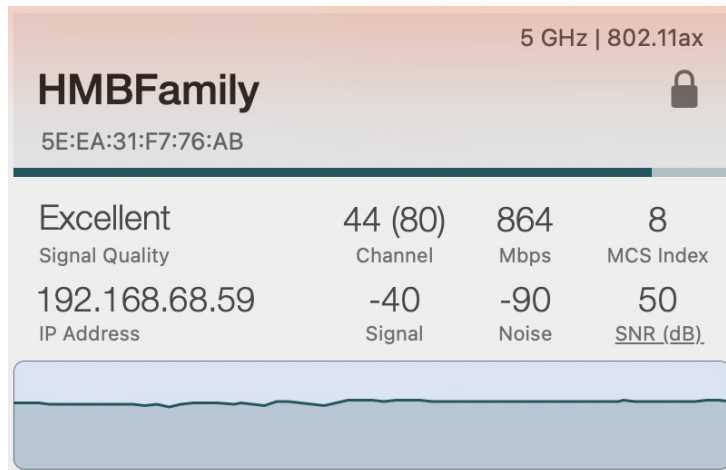 5 GHz | 802.11ax
HMBFamily
5E:EA:31:F7:76:AB
Excellent 44 (80) 864 8
Signal Quality Channel Mbps MCS Index
192.168.68.59 -40 -90 50
IP Address Signal Noise SNR (dB)